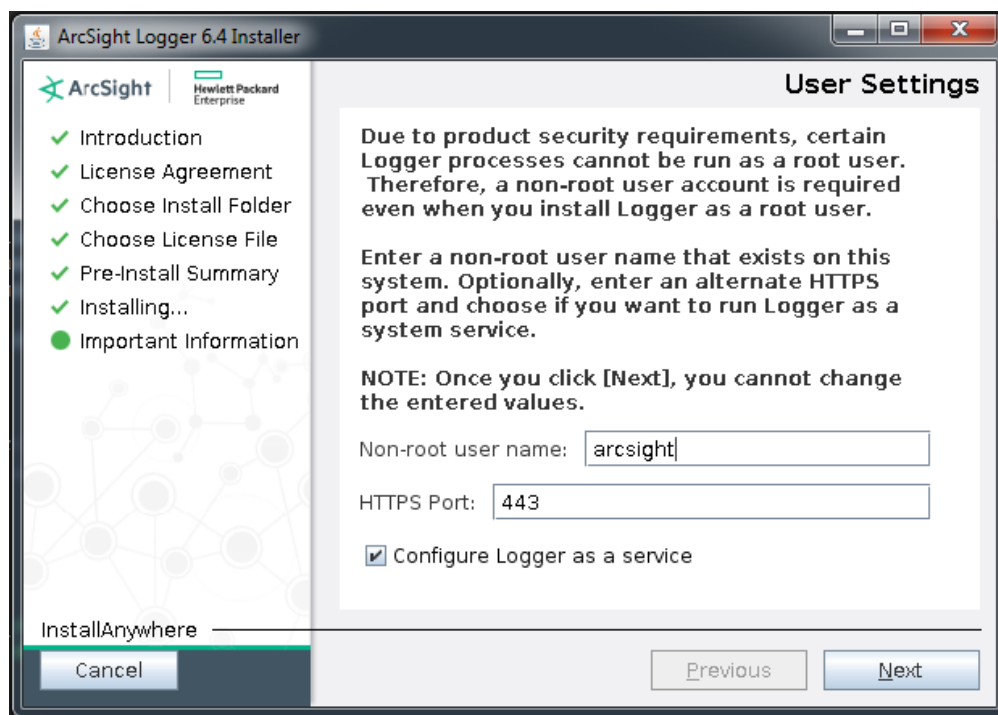 ArcSight Logger 6.4 Installer
ArcSight
Hewlett Packard
Enterprise
User Settings
Introduction
License Agreement
Choose Install Folder
Choose License File
Pre-Install Summary
Installing...
Important Information
Due to product security requirements, certain
Logger processes cannot be run as a root user.
Therefore, a non-root user account is required
even when you install Logger as a root user.
Enter a non-root user name that exists on this
system. Optionally, enter an alternate HTTPS
port and choose if you want to run Logger as a
system service.
NOTE: Once you click [Next], you cannot change
the entered values.
Non-root user name: arcsight
HTTPS Port: 443
Configure Logger as a service
InstallAnywhere
Cancel
Previous
Next